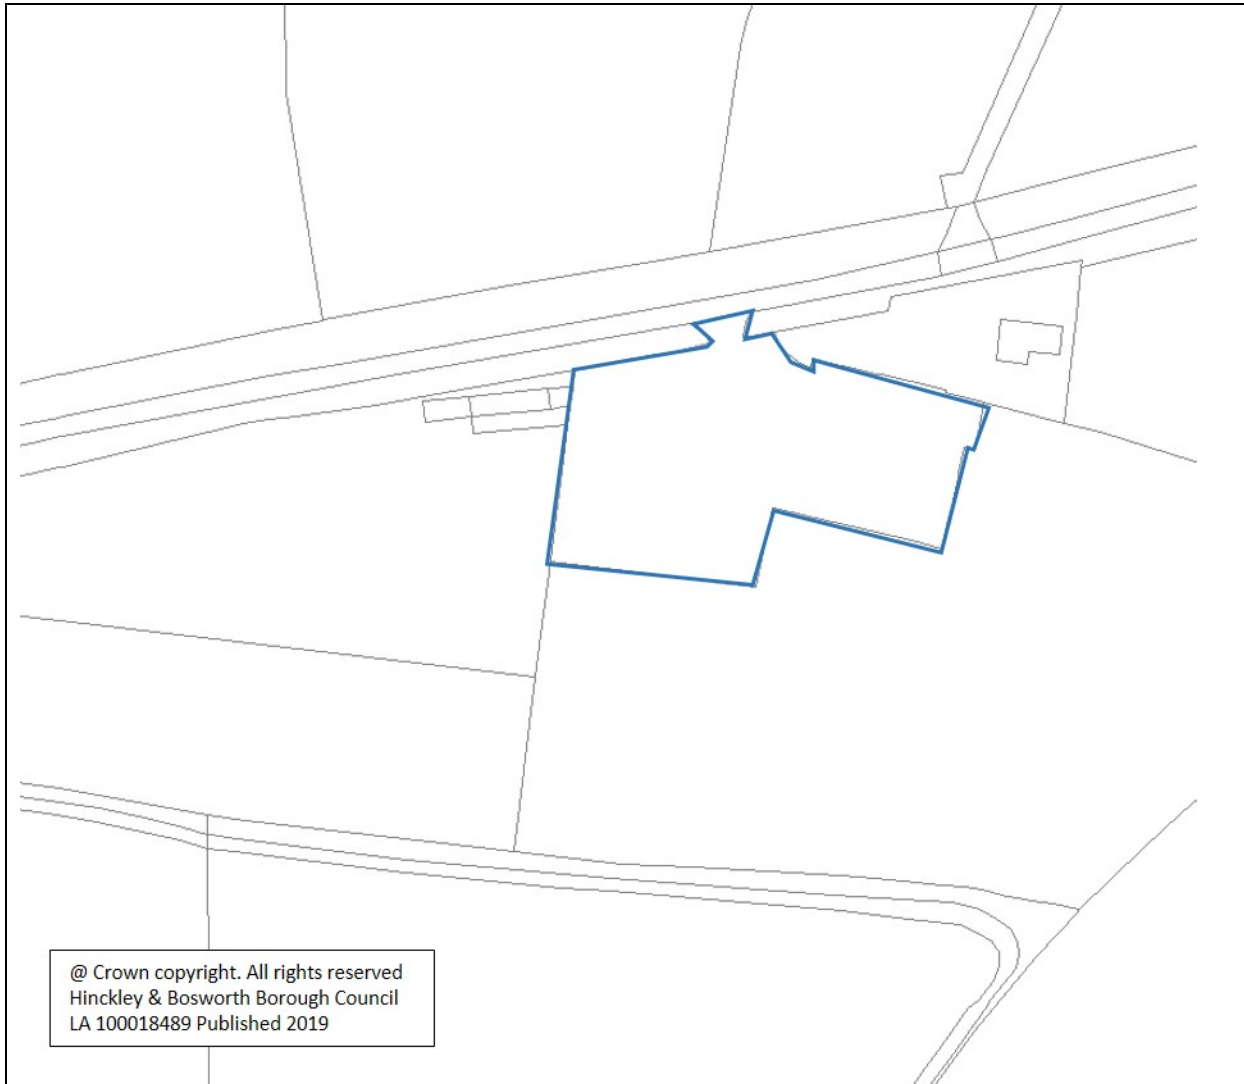 @ Crown copyright. All rights reserved
Hinckley & Bosworth Borough Council
LA 100018489 Published 2019